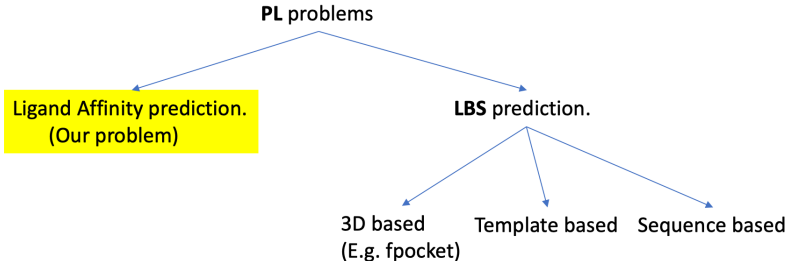 PL problems
Ligand Affinity prediction.
(Our problem)
LBS prediction.
3D based
(E.g. fpocket)
Template based
Sequence based